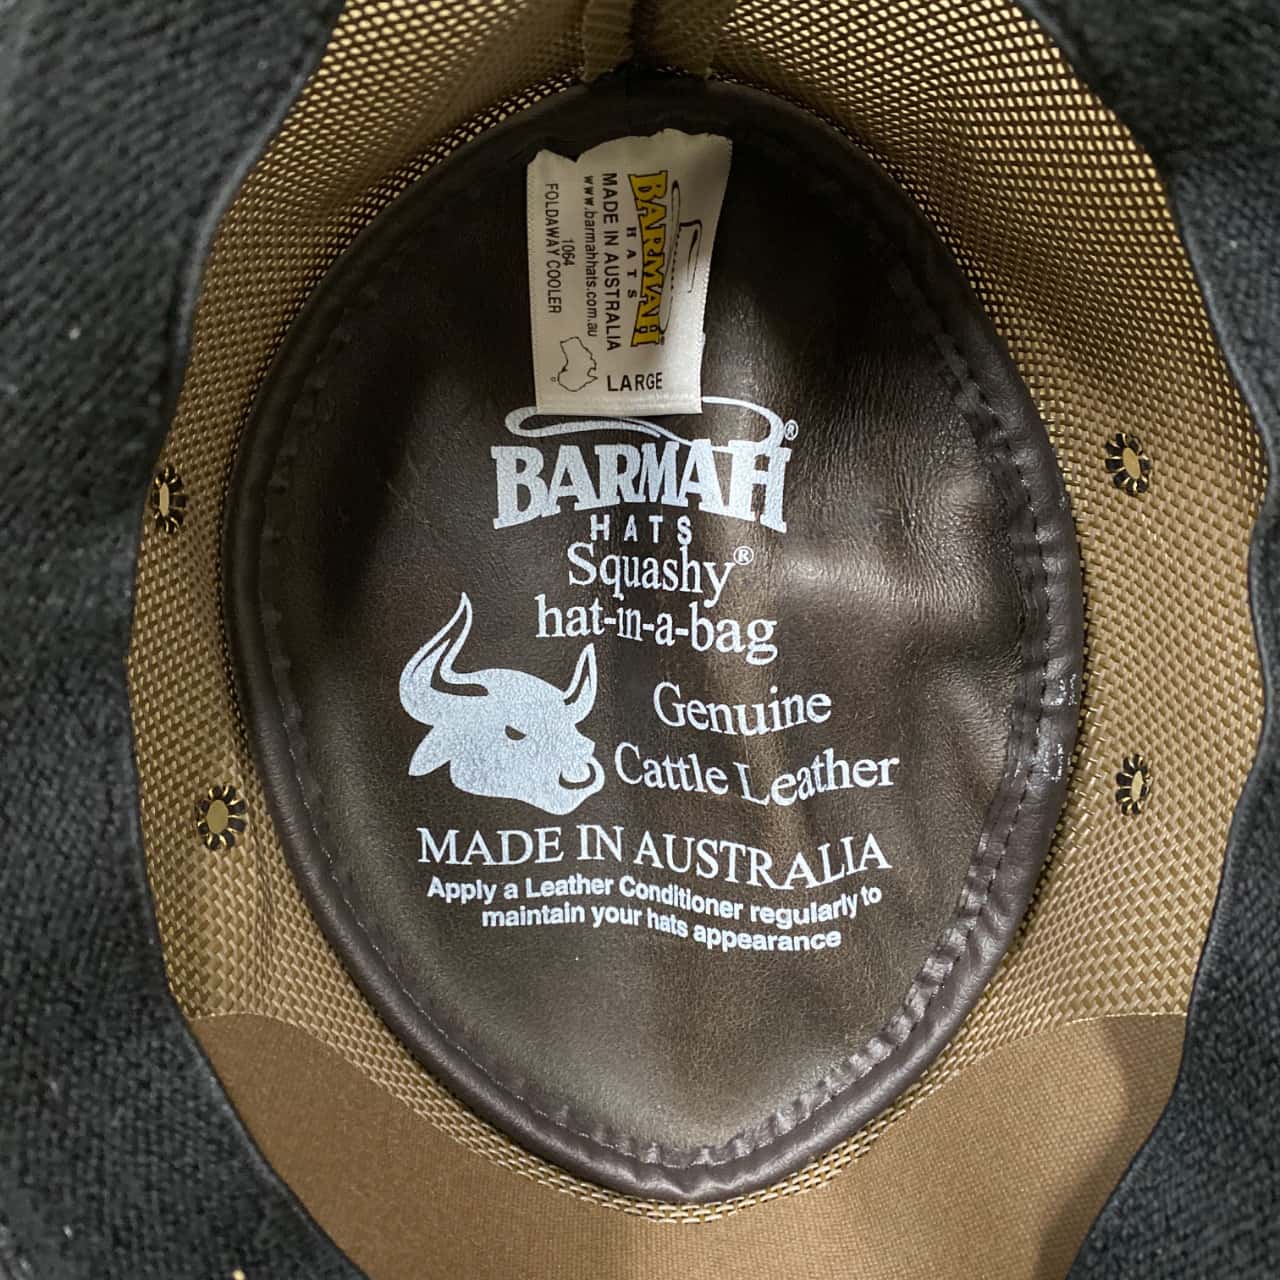 BARMAH
HATS
MADE IN AUSTRALIA
www.barmahhats.com.au
1064
FOLDAWAY COOLER
LARGE
BARMAH®
HATS
Squashy®
hat-in-a-bag
Genuine
Cattle Leather
MADE IN AUSTRALIA
Apply a Leather Conditioner regularly to
maintain your hats appearance